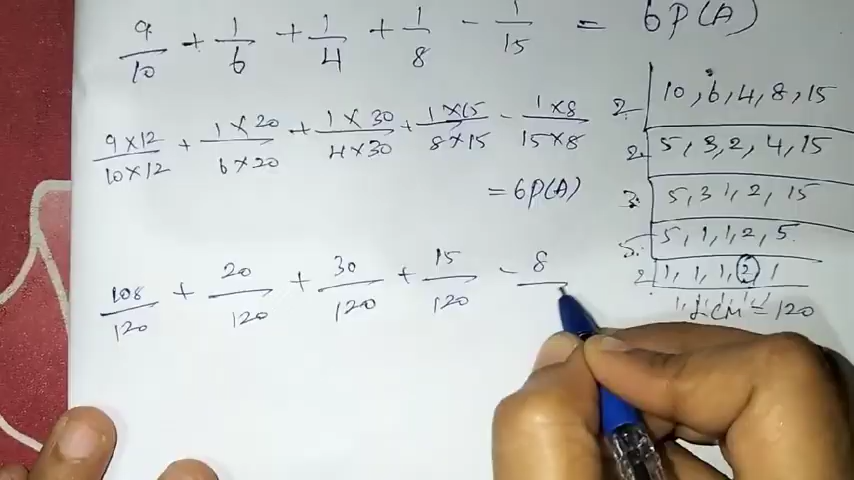 9/10 + 1/6 + 1/4 + 1/8 - 1/15 = 6P(A)
9×12/10×12 + 1×20/6×20 + 1×30/4×30 + 1×15/8×15 - 1×8/15×8
= 6P(A)
108/120 + 20/120 + 30/120 + 15/120 - 8
2 10, 6, 4, 8, 15
2 5, 3, 2, 4, 15
3 5, 3 1, 2, 15
5 5, 1, 1, 2, 5
2 1, 1, 1, 2, 1
LCM = 120